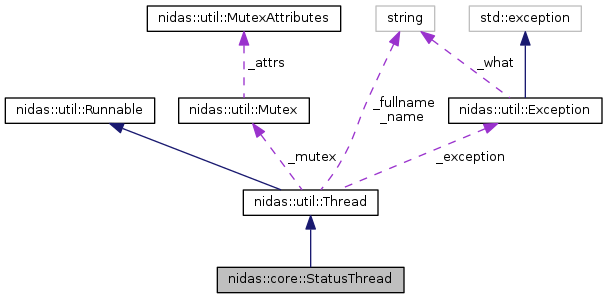 nidas::util::MutexAttributes
string
std::exception
_attrs
_what
nidas::util::Runnable
nidas::util::Mutex
_fullname
_name
nidas::util::Exception
_mutex
_exception
nidas::util::Thread
nidas::core::StatusThread